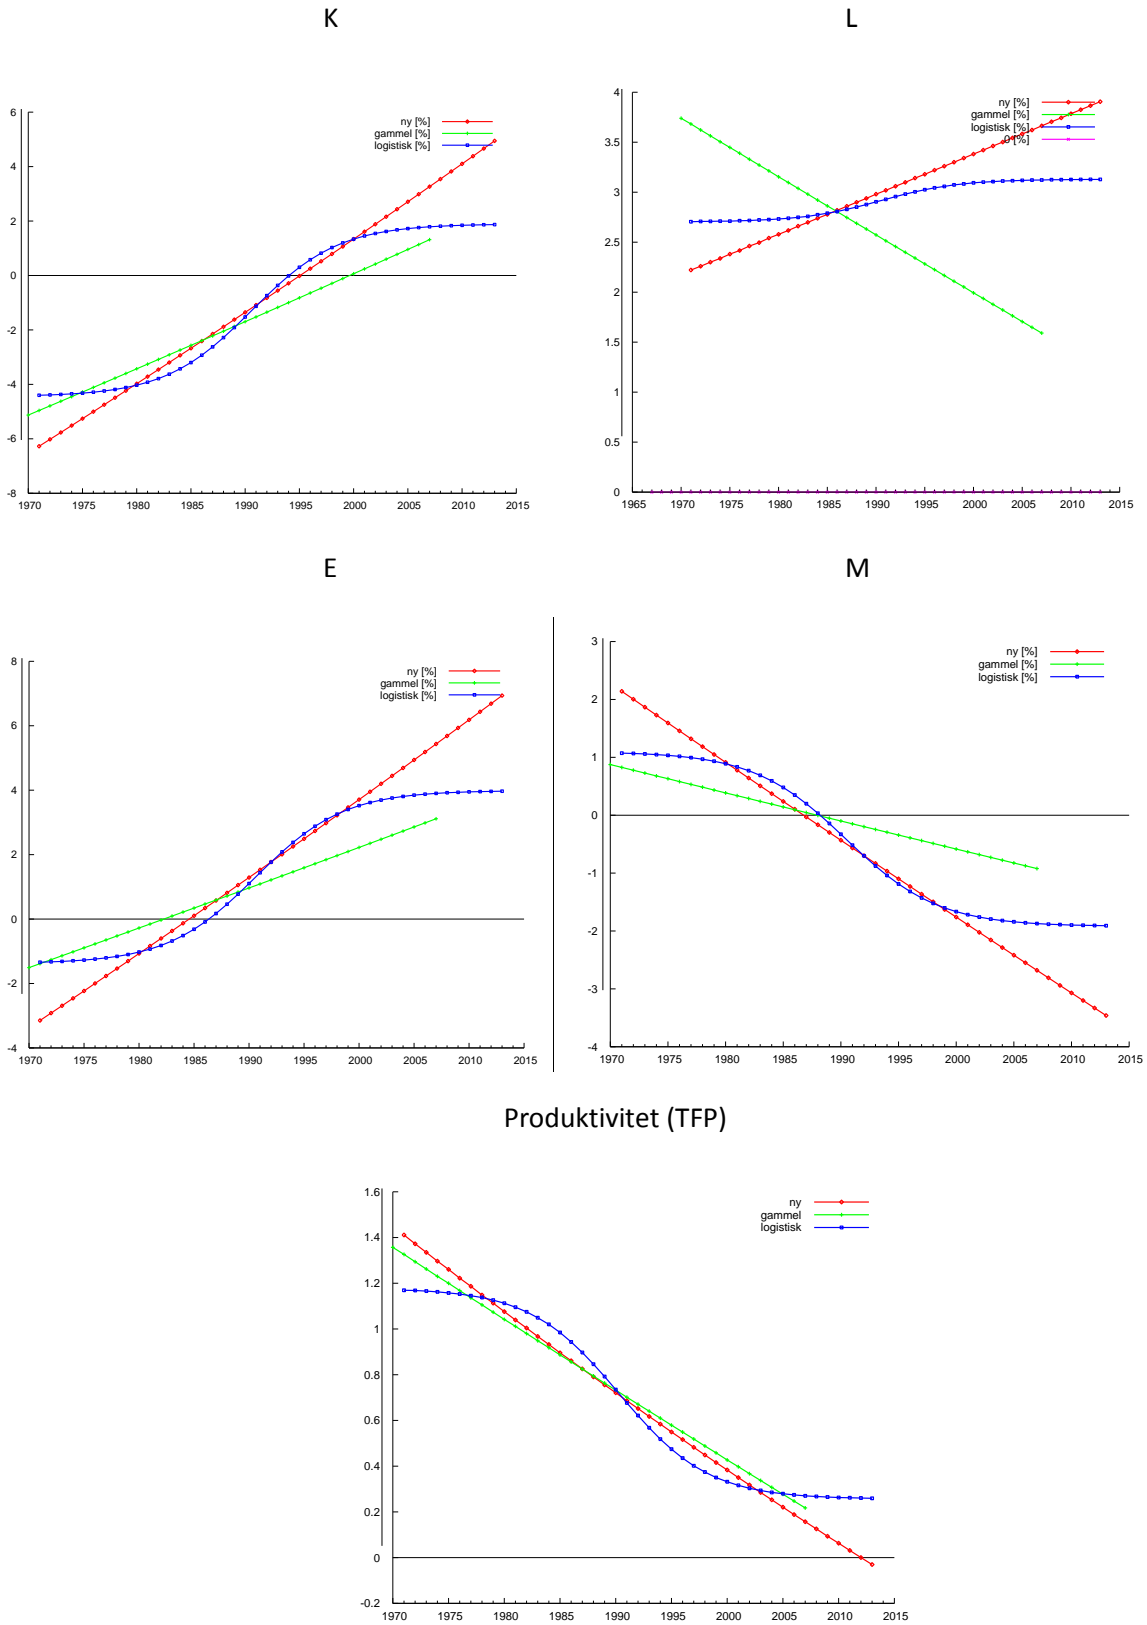 K
6
4
2
0
-2
-4
-6
-8
ny [%]
gammel [%]
logistisk [%]
1970 1975 1980 1985 1990 1995 2000 2005 2010 2015
L
4
3.5
3
2.5
2
1.5
1
0.5
0
ny [%]
gammel [%]
logistisk [%]
0 [%]
1965 1970 1975 1980 1985 1990 1995 2000 2005 2010 2015
E
8
6
4
2
0
-2
-4
ny [%]
gammel [%]
logistisk [%]
1970 1975 1980 1985 1990 1995 2000 2005 2010 2015
M
3
2
1
0
-1
-2
-3
-4
ny [%]
gammel [%]
logistisk [%]
1970 1975 1980 1985 1990 1995 2000 2005 2010 2015
Produktivitet (TFP)
1.6
1.4
1.2
1
0.8
0.6
0.4
0.2
0
-0.2
ny
gammel
logistisk
1970 1975 1980 1985 1990 1995 2000 2005 2010 2015